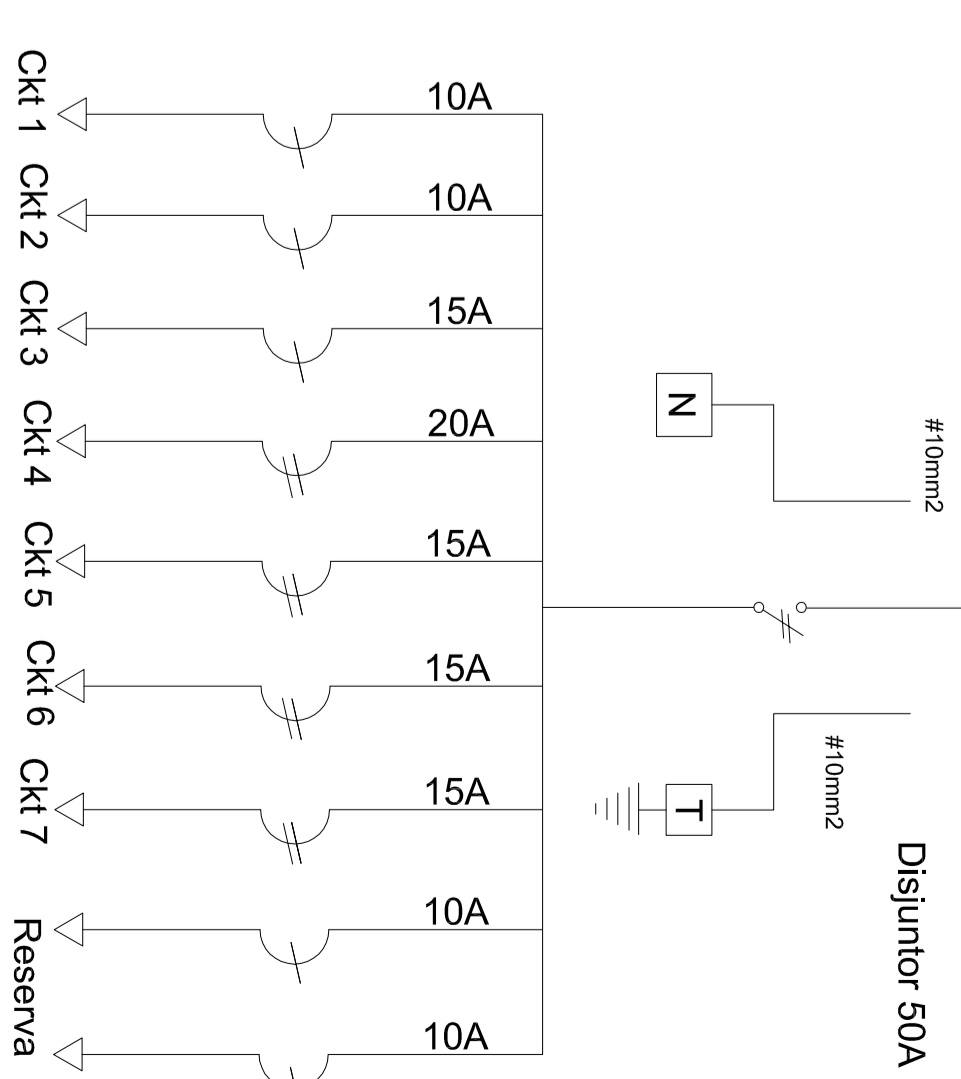 Ckt 1
10A
Ckt 2
10A
Ckt 3
15A
Ckt 4
20A
Ckt 5
15A
Ckt 6
15A
Ckt 7
15A
Reserva
10A
10A
N
#10mm2
T
#10mm2
Disjuntor 50A